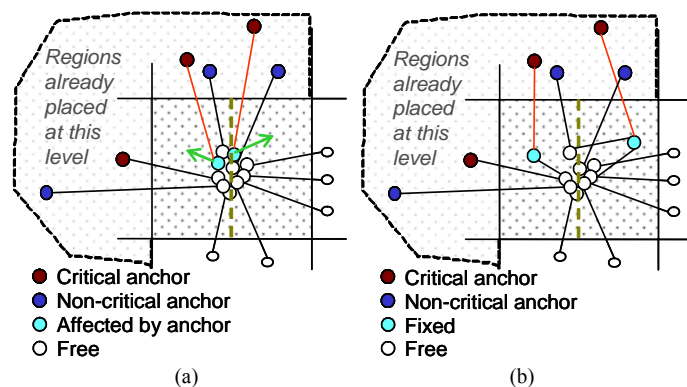 Regions
already
placed
at this
level
Critical anchor
Non-critical anchor
Affected by anchor
Free
(a)
Regions
already
placed
at this
level
Critical anchor
Non-critical anchor
Fixed
Free
(b)